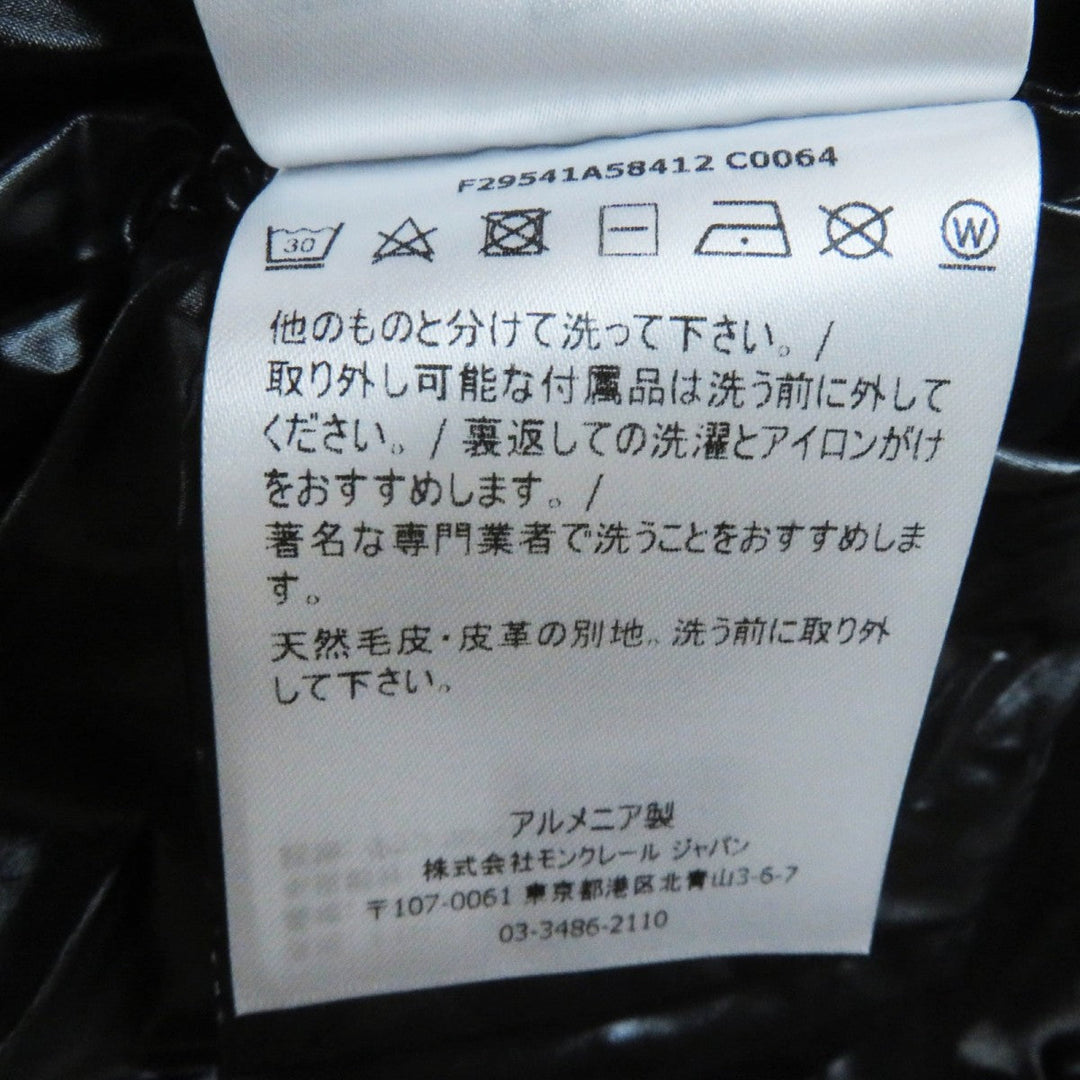 F29541A58412 C0064
30
W
他のものと分けて洗って下さい。/
取り外し可能な付属品は洗う前に外して
ください。/ 裏返しての洗濯とアイロンがけ
をおすすめします。/
著名な専門業者で洗うことをおすすめしま
す。
天然毛皮・皮革の別地。洗う前に取り外
して下さい。
アルメニア製
株式会社モンクレール ジャパン
〒107-0061 東京都港区北青山3-6-7
03-3486-2110